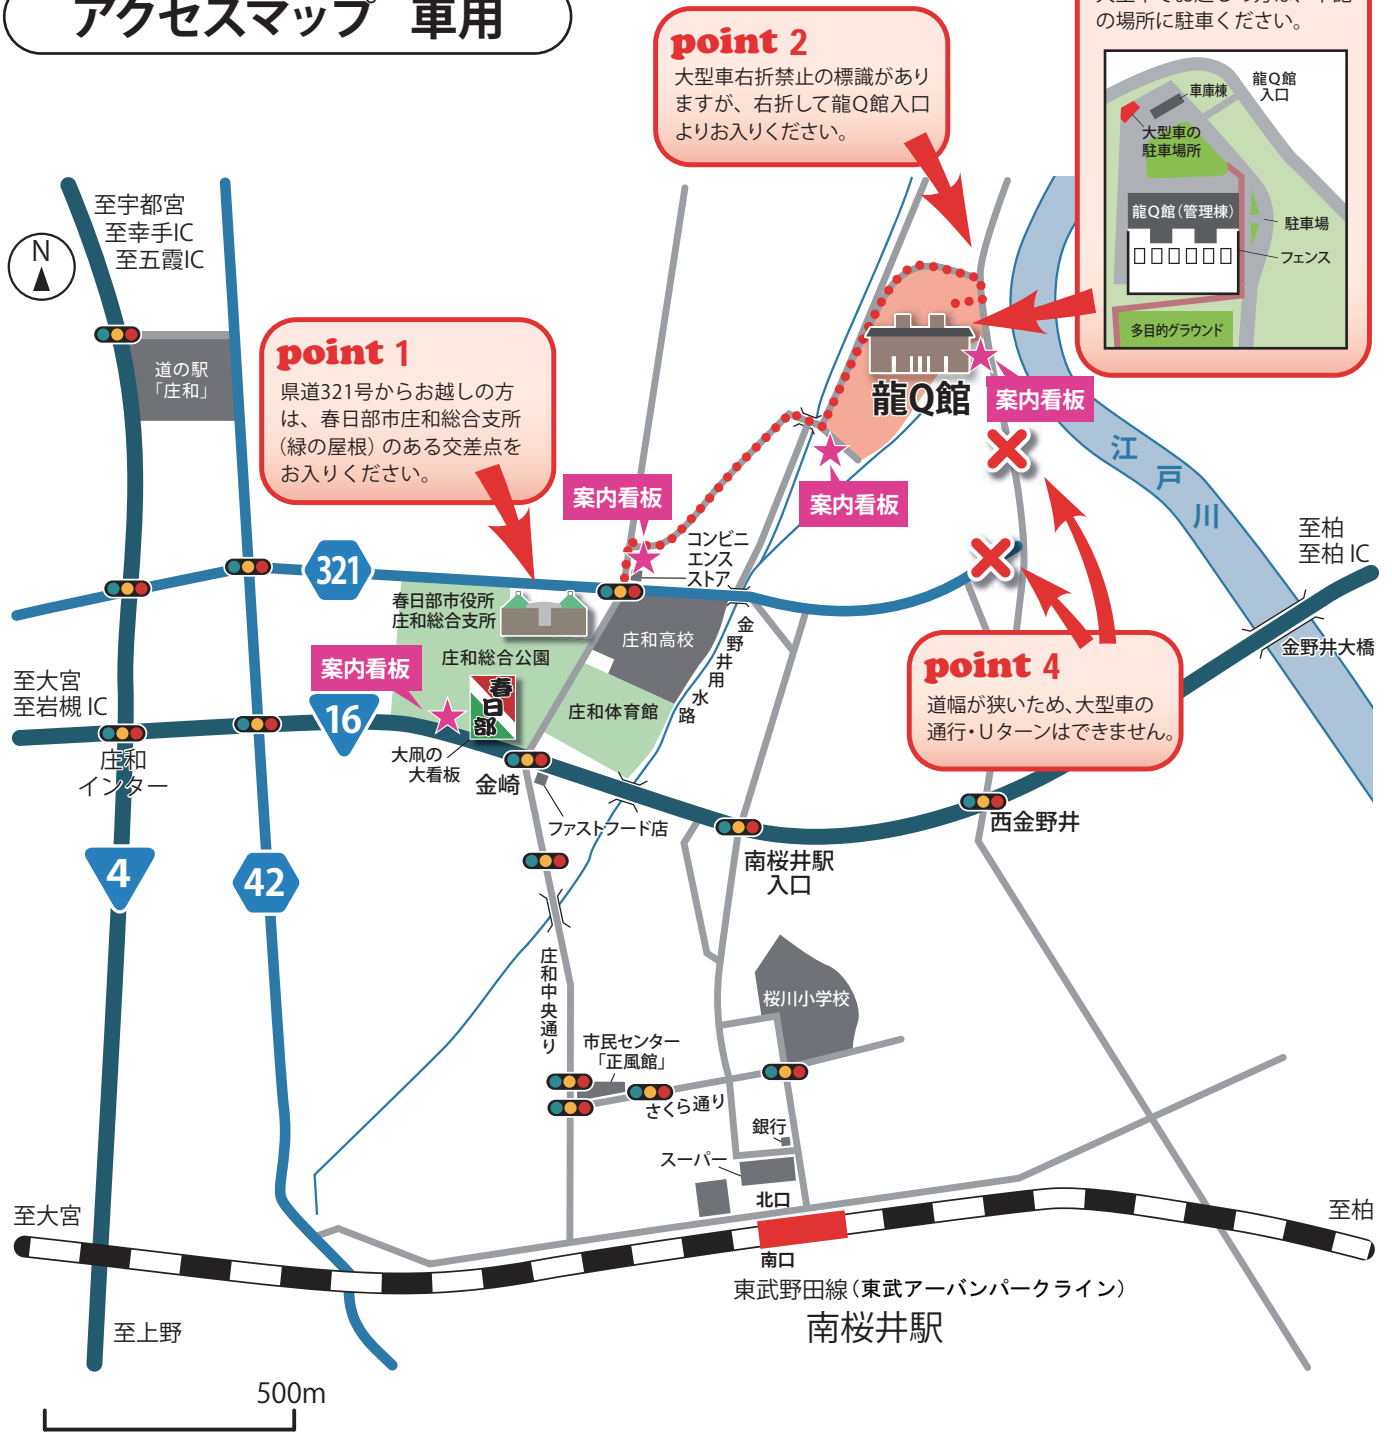 アクセスマップ 車用
point 2
大型車右折禁止の標識があり
ますが、右折して龍Q館入口
よりお入りください。
の場所に駐車ください。
龍Q館
入口
車庫棟
大型車の
駐車場所
龍Q館(管理棟)
駐車場
フェンス
多目的グラウンド
至宇都宮
至幸手IC
至五霞IC
N
道の駅
「庄和」
point 1
県道321号からお越しの方
は、春日部市庄和総合支所
(緑の屋根)のある交差点を
お入りください。
龍Q館
案内看板
案内看板
案内看板
江戸川
コンビニ
エンス
ストア
至柏
至柏 IC
321
春日部市役所
庄和総合支所
庄和高校
金野井用水路
金野井大橋
案内看板
庄和総合公園
春日部
庄和体育館
point 4
道幅が狭いため、大型車の
通行・Uターンはできません。
至大宮
至岩槻 IC
16
大凧の
大看板
庄和
インター
金崎
ファストフード店
西金野井
南桜井駅
入口
4
42
庄和中央通り
桜川小学校
市民センター
「正風館」
さくら通り
銀行
スーパー
北口
至大宮
至柏
南口
東武野田線(東武アーバンパークライン)
南桜井駅
至上野
500m